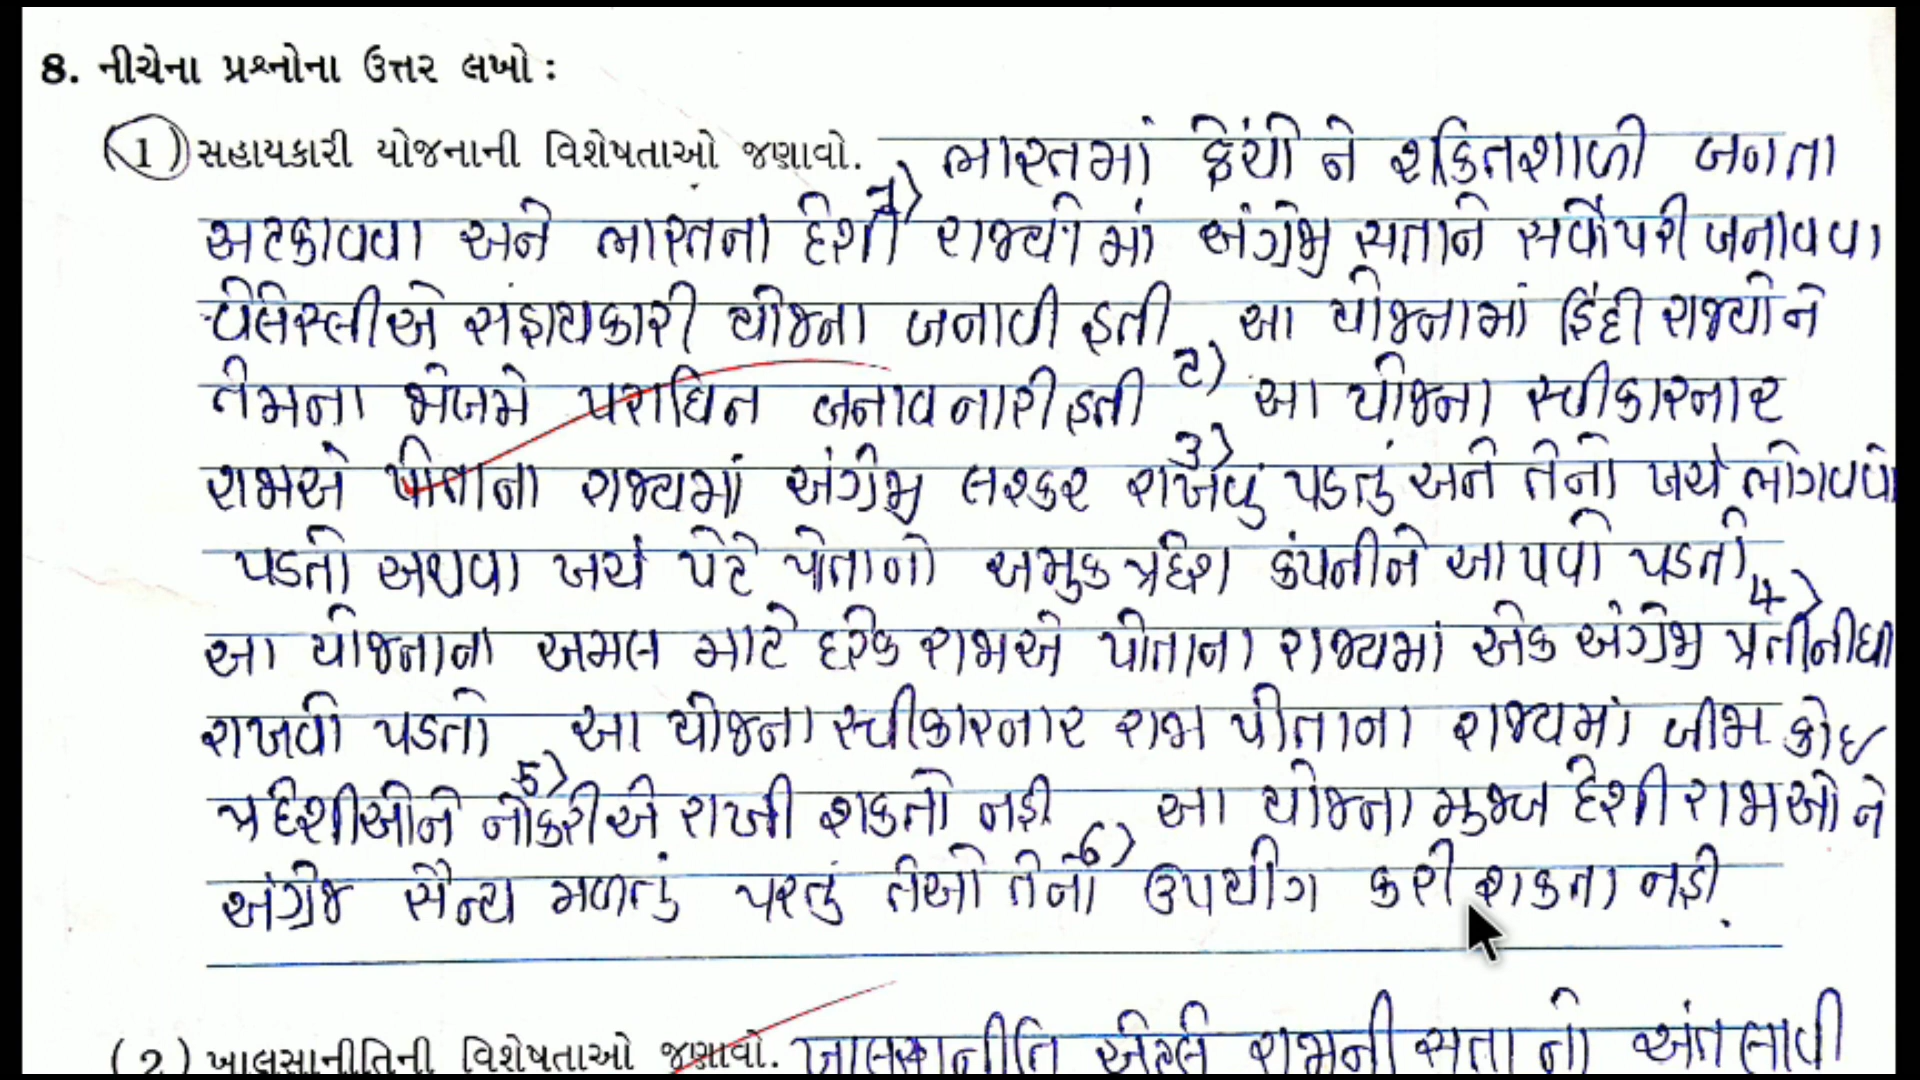 8. નીચેના પ્રશ્નોના ઉત્તર લખો :
(1) સહાયકારી યોજનાની વિશેષતાઓ જણાવો. 1) ભારતમાં ફ્રેંચો ને શક્તિશાળી બનતા
અટકાવવા અને ભારતના દેશી રાજ્યો માં અંગ્રેજી સતાને સર્વોપરી બનાવવા
વેલેસ્લીએ સહાયકારી યોજના બનાવી હતી આ યોજનામાં હિંદી રાજ્યોને
તેમના ભોગે પરાધિન બનાવનારી હતી 2) આ યોજના સ્વીકારનાર
રાજાએ પોતાના રાજ્યમાં અંગ્રેજી લશ્કર રાખવું પડતું 3) અને તેનો ખર્ચ ભોગવવો
પડતો અથવા ખર્ચ પેટે પોતાનો અમુક પ્રદેશ કંપનીને આપવો પડતો 4)
આ યોજનાના અમલ માટે દરેક રાજાએ પોતાના રાજ્યમાં એક અંગ્રેજી પ્રતીનીધી
રાખવો પડતો આ યોજના સ્વીકારનાર રાજા પોતાના રાજ્યમાં બીજા કોઇ
પ્રદેશીઓને 5) નોકરીએ રાખી શકતો નહી આ યોજના મુજબ દેશી રાજાઓ ને
અંગ્રેજ સૈન્ય મળતું પરતું તેઓ તેનો 6) ઉપયોગ કરી શકતા નહી.
(2) ખાલસાનીતિની વિશેષતાઓ જણાવો. ખાલસાનીતિ એટલે રાજાની સતા નો અંત લાવી